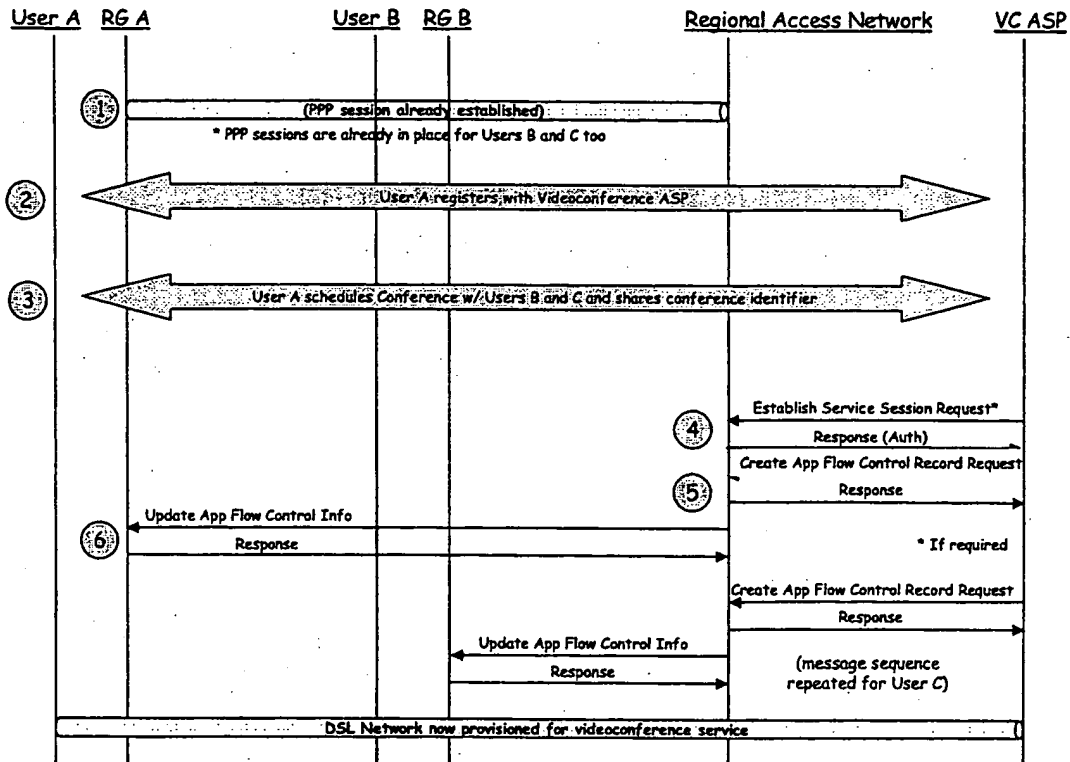 User A RG A User B RG B Regional Access Network VC ASP
1
(PPP session already established)
* PPP sessions are already in place for Users B and C too
2
User A registers with Videoconference ASP
3
User A schedules Conference w/ Users B and C and shares conference identifier
Establish Service Session Request*
4
Response (Auth)
Create App Flow Control Record Request
5
Response
Update App Flow Control Info
6
Response
* If required
Create App Flow Control Record Request
Response
Update App Flow Control Info
Response
(message sequence
repeated for User C)
DSL Network now provisioned for videoconference service